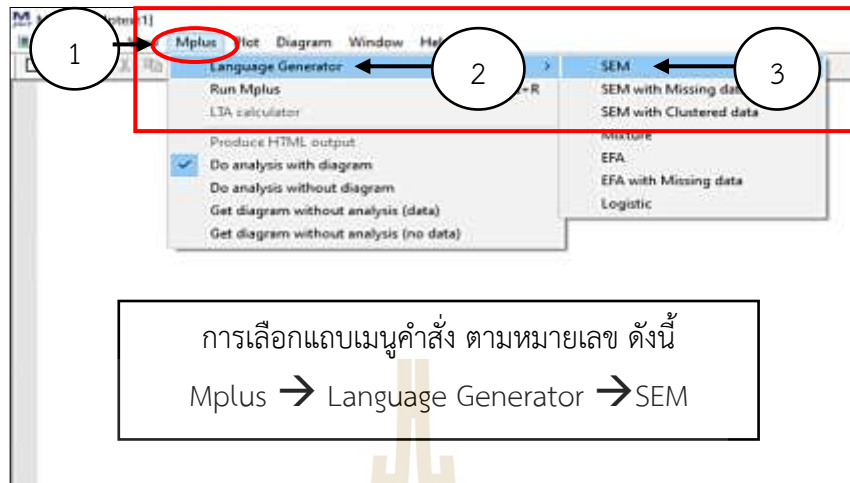 Mplus Plot Diagram Window
1
Language Generator
2
SEM
3
Run Mplus
SEM with Missing data
LTA calculator
SEM with Clustered data
Produce HTML output
Mixture
Do analysis with diagram
EFA
Do analysis without diagram
EFA with Missing data
Get diagram without analysis (data)
Logistic
Get diagram without analysis (no data)
การเลือกแถบเมนูคำสั่ง ตามหมายเลข ดังนี้
Mplus → Language Generator → SEM